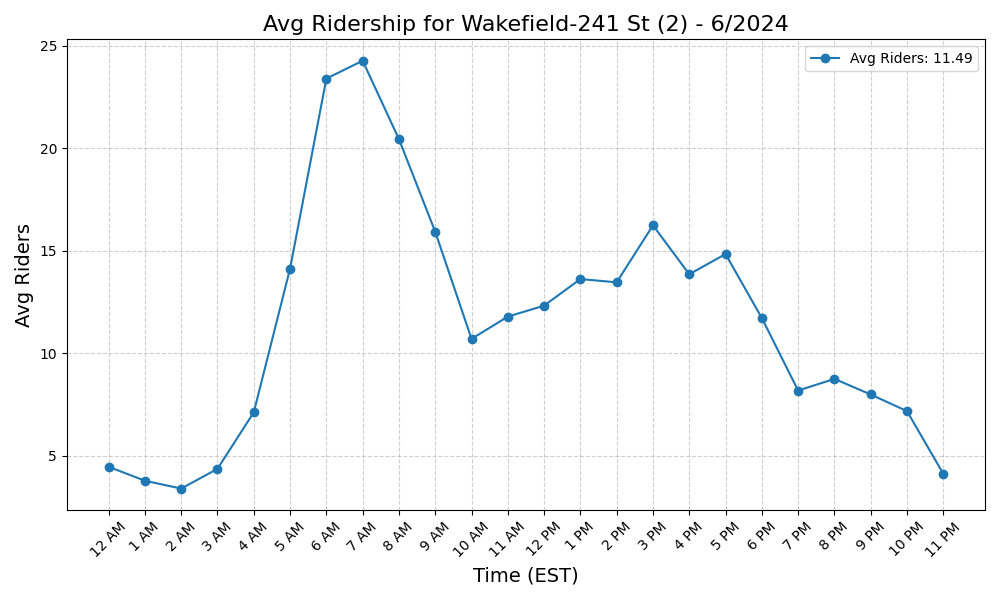 Avg Ridership for Wakefield-241 St (2) - 6/2024
Avg Riders: 11.49
25
20
15
10
5
Avg Riders
12 AM
1 AM
2 AM
3 AM
4 AM
5 AM
6 AM
7 AM
8 AM
9 AM
10 AM
11 AM
12 PM
1 PM
2 PM
3 PM
4 PM
5 PM
6 PM
7 PM
8 PM
9 PM
10 PM
11 PM
Time (EST)